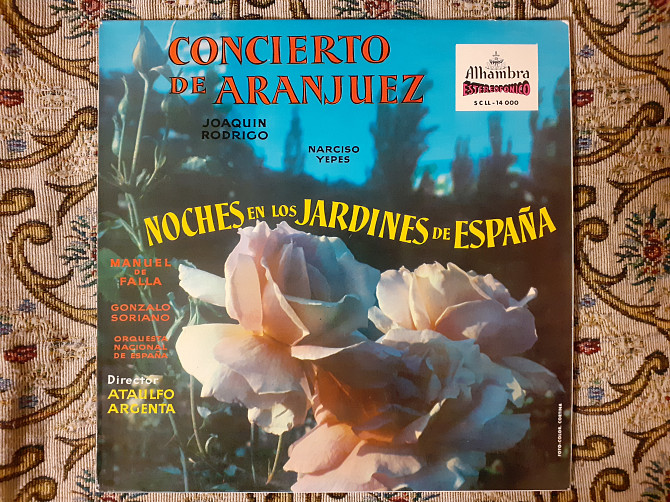 CONCIERTO
DE ARANJUEZ
Alhambra
ESTEREOFONICO
SCLL-14 000
JOAQUIN
RODRIGO
NARCISO
YEPES
NOCHES EN LOS JARDINES DE ESPAÑA
MANUEL
DE
FALLA
GONZALO
SORIANO
ORQUESTA
NACIONAL
DE ESPAÑA
Director
ATAULFO
ARGENTA